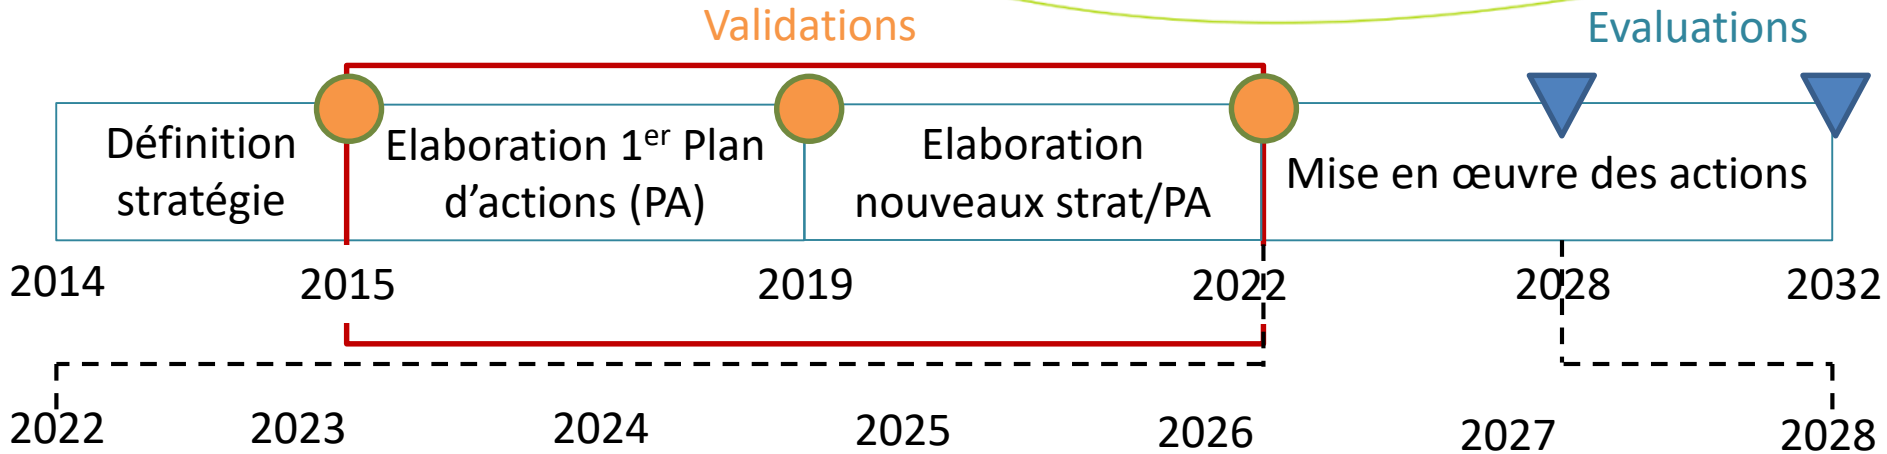 Validations
Evaluations
Définition
stratégie
Elaboration 1er Plan
d’actions (PA)
Elaboration
nouveaux strat/PA
Mise en œuvre des actions
2014 2015 2019 2022 2028 2032
2022 2023 2024 2025 2026 2027 2028